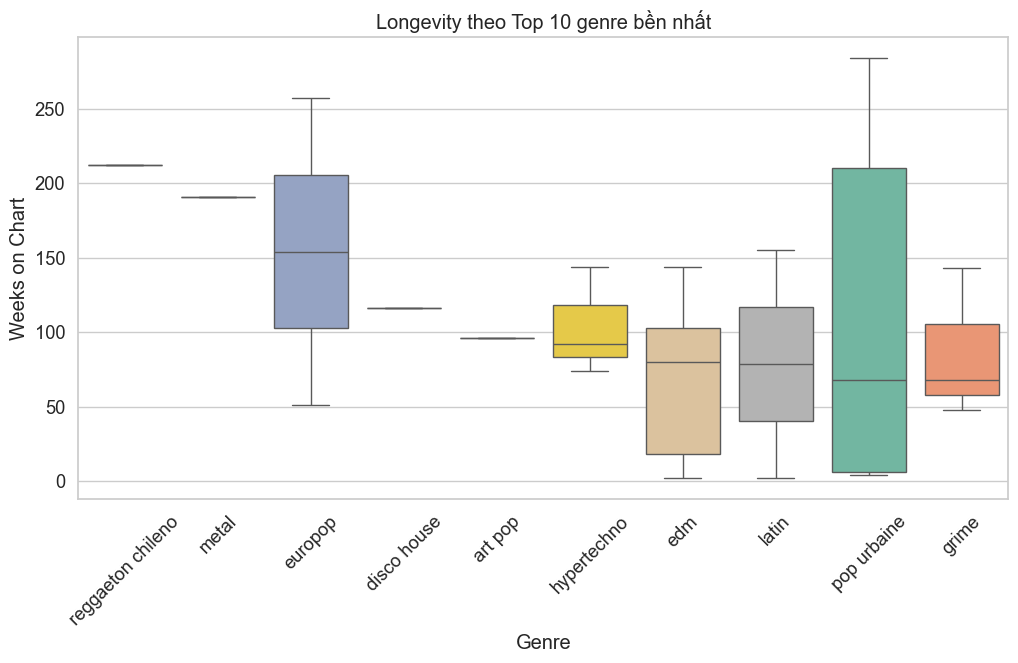 Longevity theo Top 10 genre bền nhất
Weeks on Chart
250
200
150
100
50
0
reggaeton chileno
metal
europop
disco house
art pop
hypertechno
edm
latin
pop urbaine
grime
Genre